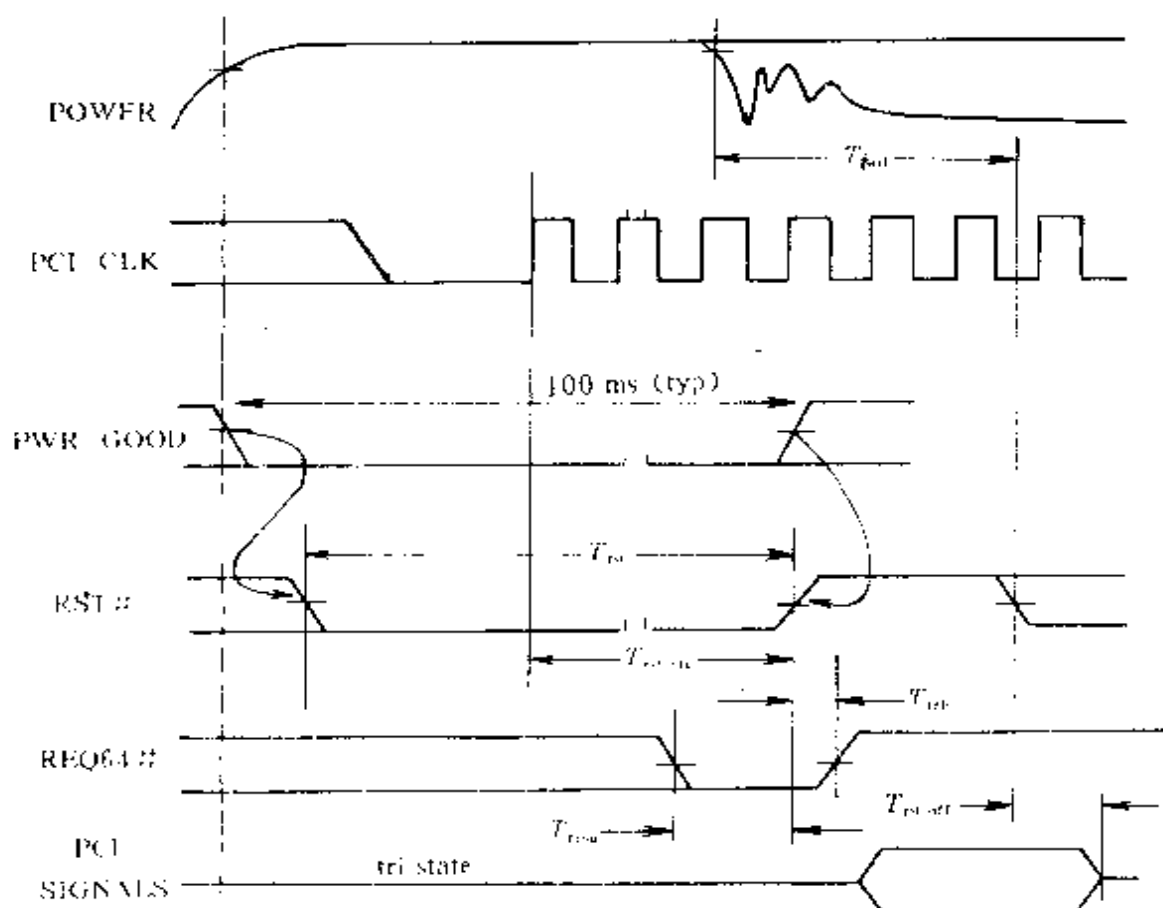 POWER
T_fail
PCI CLK
100 ms (typ)
PWR GOOD
T_rst
RST#
T_rst-clk
T_rrh
REQ64#
T_rst-off
T_rrsu
PCI
SIGNALS
tri state